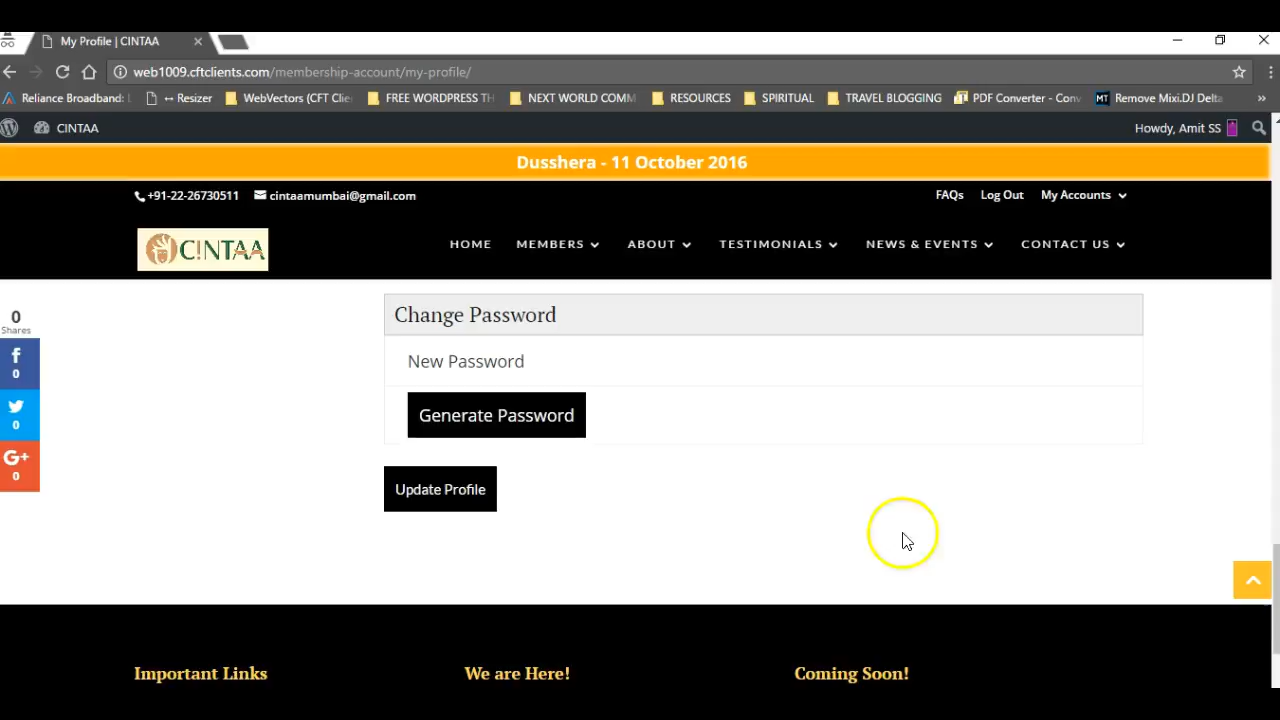 My Profile | CINTAA
web1009.cftclients.com/membership-account/my-profile/
Reliance Broadband:
↔ Resizer
WebVectors (CFT Clie
FREE WORDPRESS TH
NEXT WORLD COMM
RESOURCES
SPIRITUAL
TRAVEL BLOGGING
PDF Converter - Conv
MT
Remove Mixi.DJ Delta
»
CINTAA
Howdy, Amit SS
Dusshera - 11 October 2016
+91-22-26730511
cintaamumbai@gmail.com
FAQs
Log Out
My Accounts
C!NTAA
HOME
MEMBERS
ABOUT
TESTIMONIALS
NEWS & EVENTS
CONTACT US
0
Shares
f
0
0
G+
0
Change Password
New Password
Generate Password
Update Profile
Important Links
We are Here!
Coming Soon!